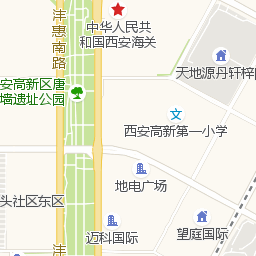 沣惠南路
中华人民共
和国西安海关
天地源丹轩梓
安高新区唐
墙遗址公园
西安高新第一小学
地电广场
头社区东区
沣
迈科国际
望庭国际